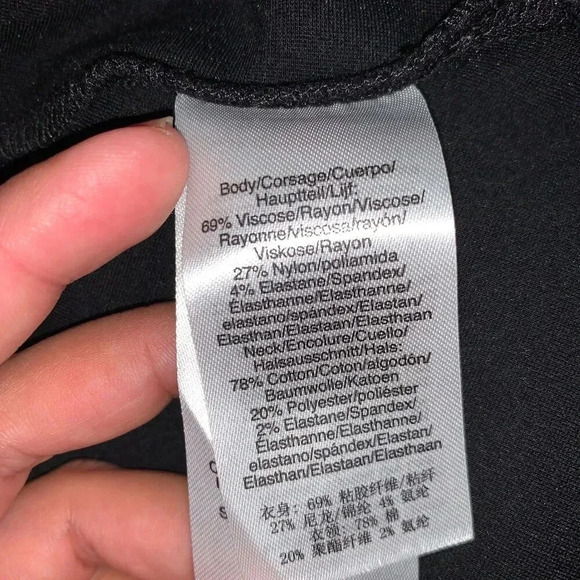 Body/Corsage/Cuerpo/
Hauptteil/Lijf:
69% Viscose/Rayon/Viscose/
Rayonne/viscosa/rayón/
Viskose/Rayon
27% Nylon/poliamida
4% Elastane/Spandex/
Elasthanne/Elasthanne/
elastano/spándex/Elastan/
Elasthan/Elastaan/Elasthaan
Neck/Encolure/Cuello/
Halsausschnitt/Hals:
78% Cotton/Coton/algodón/
Baumwolle/Katoen
20% Polyester/poliéster
2% Elastane/Spandex/
Elasthanne/Elasthanne/
elastano/spándex/Elastan/
Elasthan/Elastaan/Elasthaan
衣身: 69% 粘胶纤维/粘纤
27% 尼龙/锦纶 4% 氨纶
衣领: 78% 棉
20% 聚酯纤维 2% 氨纶